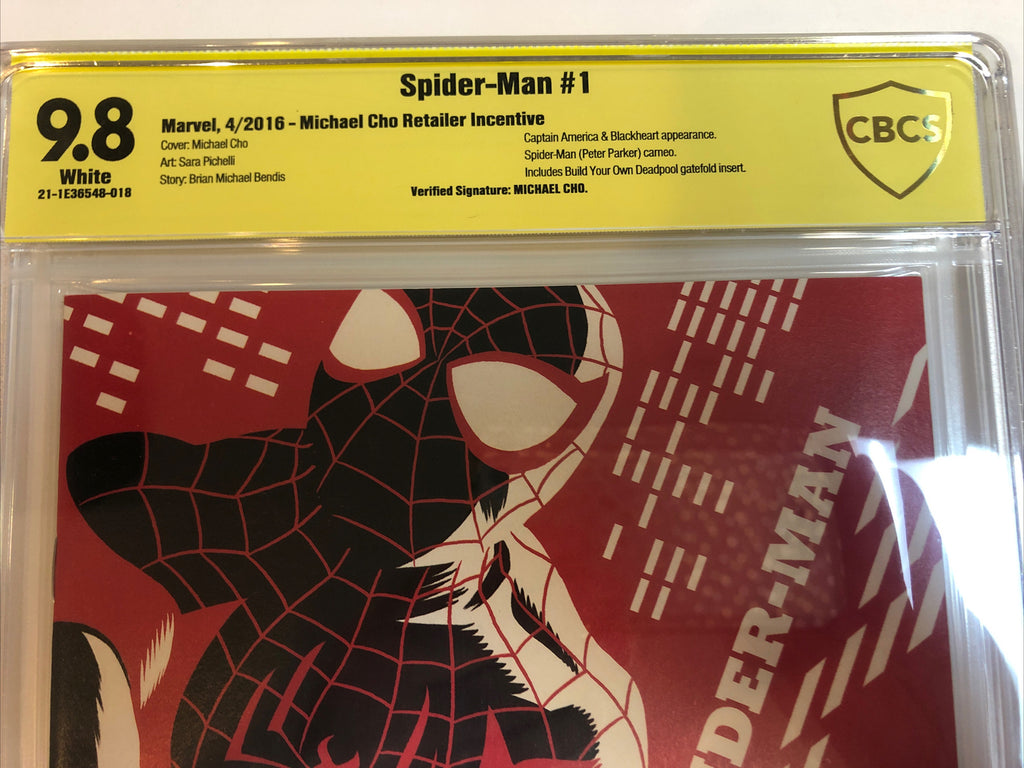 Spider-Man #1
9.8
White
21-1E36548-018
Marvel, 4/2016 - Michael Cho Retailer Incentive
Cover: Michael Cho
Art: Sara Pichelli
Story: Brian Michael Bendis
Captain America & Blackheart appearance.
Spider-Man (Peter Parker) cameo.
Includes Build Your Own Deadpool gatefold insert.
Verified Signature: MICHAEL CHO.
CBCS
IDER-MAN